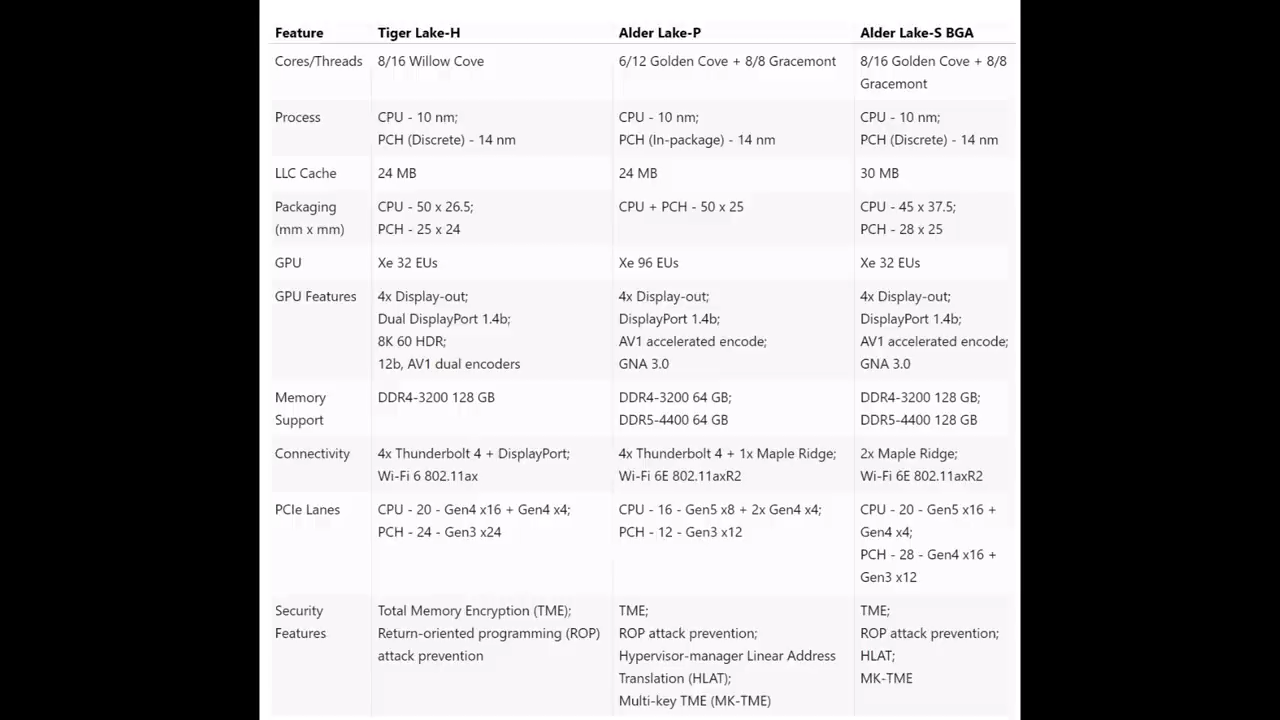 Feature Tiger Lake-H Alder Lake-P Alder Lake-S BGA
Cores/Threads 8/16 Willow Cove 6/12 Golden Cove + 8/8 Gracemont 8/16 Golden Cove + 8/8
Gracemont
Process CPU - 10 nm; CPU - 10 nm; CPU - 10 nm;
PCH (Discrete) - 14 nm PCH (In-package) - 14 nm PCH (Discrete) - 14 nm
LLC Cache 24 MB 24 MB 30 MB
Packaging CPU - 50 x 26.5; CPU + PCH - 50 x 25 CPU - 45 x 37.5;
(mm x mm) PCH - 25 x 24 PCH - 28 x 25
GPU Xe 32 EUs Xe 96 EUs Xe 32 EUs
GPU Features 4x Display-out; 4x Display-out; 4x Display-out;
Dual DisplayPort 1.4b; DisplayPort 1.4b; DisplayPort 1.4b;
8K 60 HDR; AV1 accelerated encode; AV1 accelerated encode;
12b, AV1 dual encoders GNA 3.0 GNA 3.0
Memory DDR4-3200 128 GB DDR4-3200 64 GB; DDR4-3200 128 GB;
Support DDR5-4400 64 GB DDR5-4400 128 GB
Connectivity 4x Thunderbolt 4 + DisplayPort; 4x Thunderbolt 4 + 1x Maple Ridge; 2x Maple Ridge;
Wi-Fi 6 802.11ax Wi-Fi 6E 802.11axR2 Wi-Fi 6E 802.11axR2
PCIe Lanes CPU - 20 - Gen4 x16 + Gen4 x4; CPU - 16 - Gen5 x8 + 2x Gen4 x4; CPU - 20 - Gen5 x16 +
PCH - 24 - Gen3 x24 PCH - 12 - Gen3 x12 Gen4 x4;
PCH - 28 - Gen4 x16 +
Gen3 x12
Security Total Memory Encryption (TME); TME; TME;
Features Return-oriented programming (ROP) ROP attack prevention; ROP attack prevention;
attack prevention Hypervisor-manager Linear Address HLAT;
Translation (HLAT); MK-TME
Multi-key TME (MK-TME)